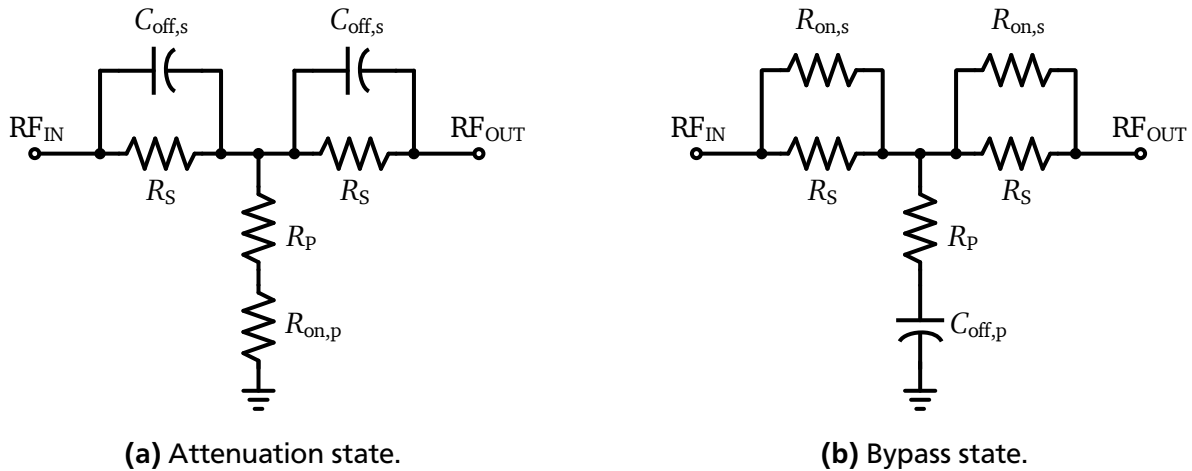 C_off,s C_off,s R_on,s R_on,s
RF_IN RF_OUT RF_IN RF_OUT
R_S R_S R_S R_S
R_P R_P
R_on,p C_off,p
(a) Attenuation state. (b) Bypass state.